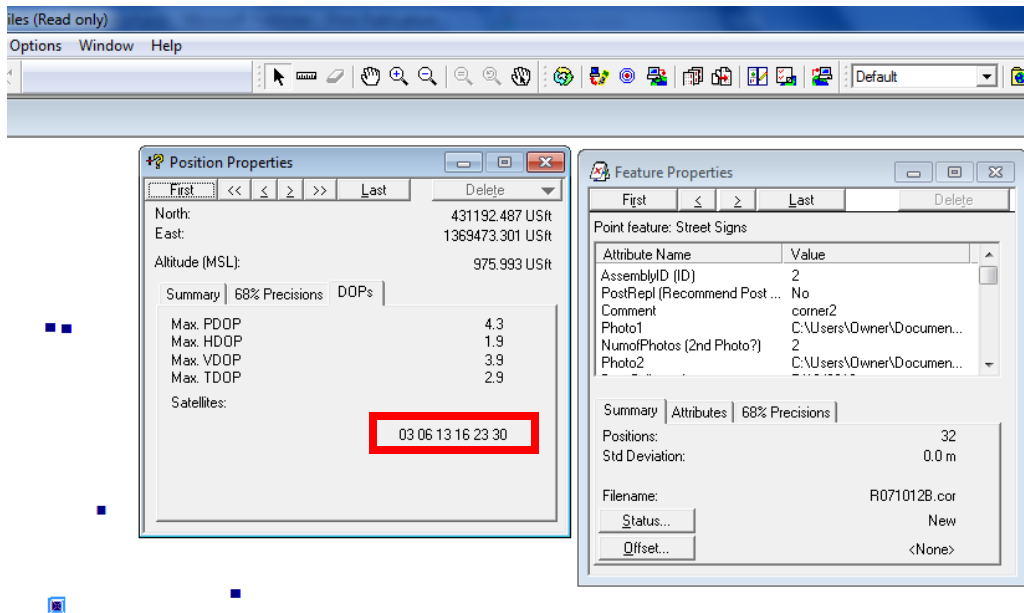 iles (Read only)
Options Window Help
Default
Position Properties
First << < > >> Last Delete
North: 431192.487 USft
East: 1369473.301 USft
Altitude (MSL): 975.993 USft
Summary 68% Precisions DOPs
Max. PDOP 4.3
Max. HDOP 1.9
Max. VDOP 3.9
Max. TDOP 2.9
Satellites:
03 06 13 16 23 30
Feature Properties
First < > Last Delete
Point feature: Street Signs
Attribute Name Value
AssemblyID (ID) 2
PostRepl (Recommend Post ... No
Comment corner2
Photo1 C:\Users\Owner\Documen...
NumofPhotos (2nd Photo?) 2
Photo2 C:\Users\Owner\Documen...
Summary Attributes 68% Precisions
Positions: 32
Std Deviation: 0.0 m
Filename: R071012B.cor
Status... New
Offset... <None>